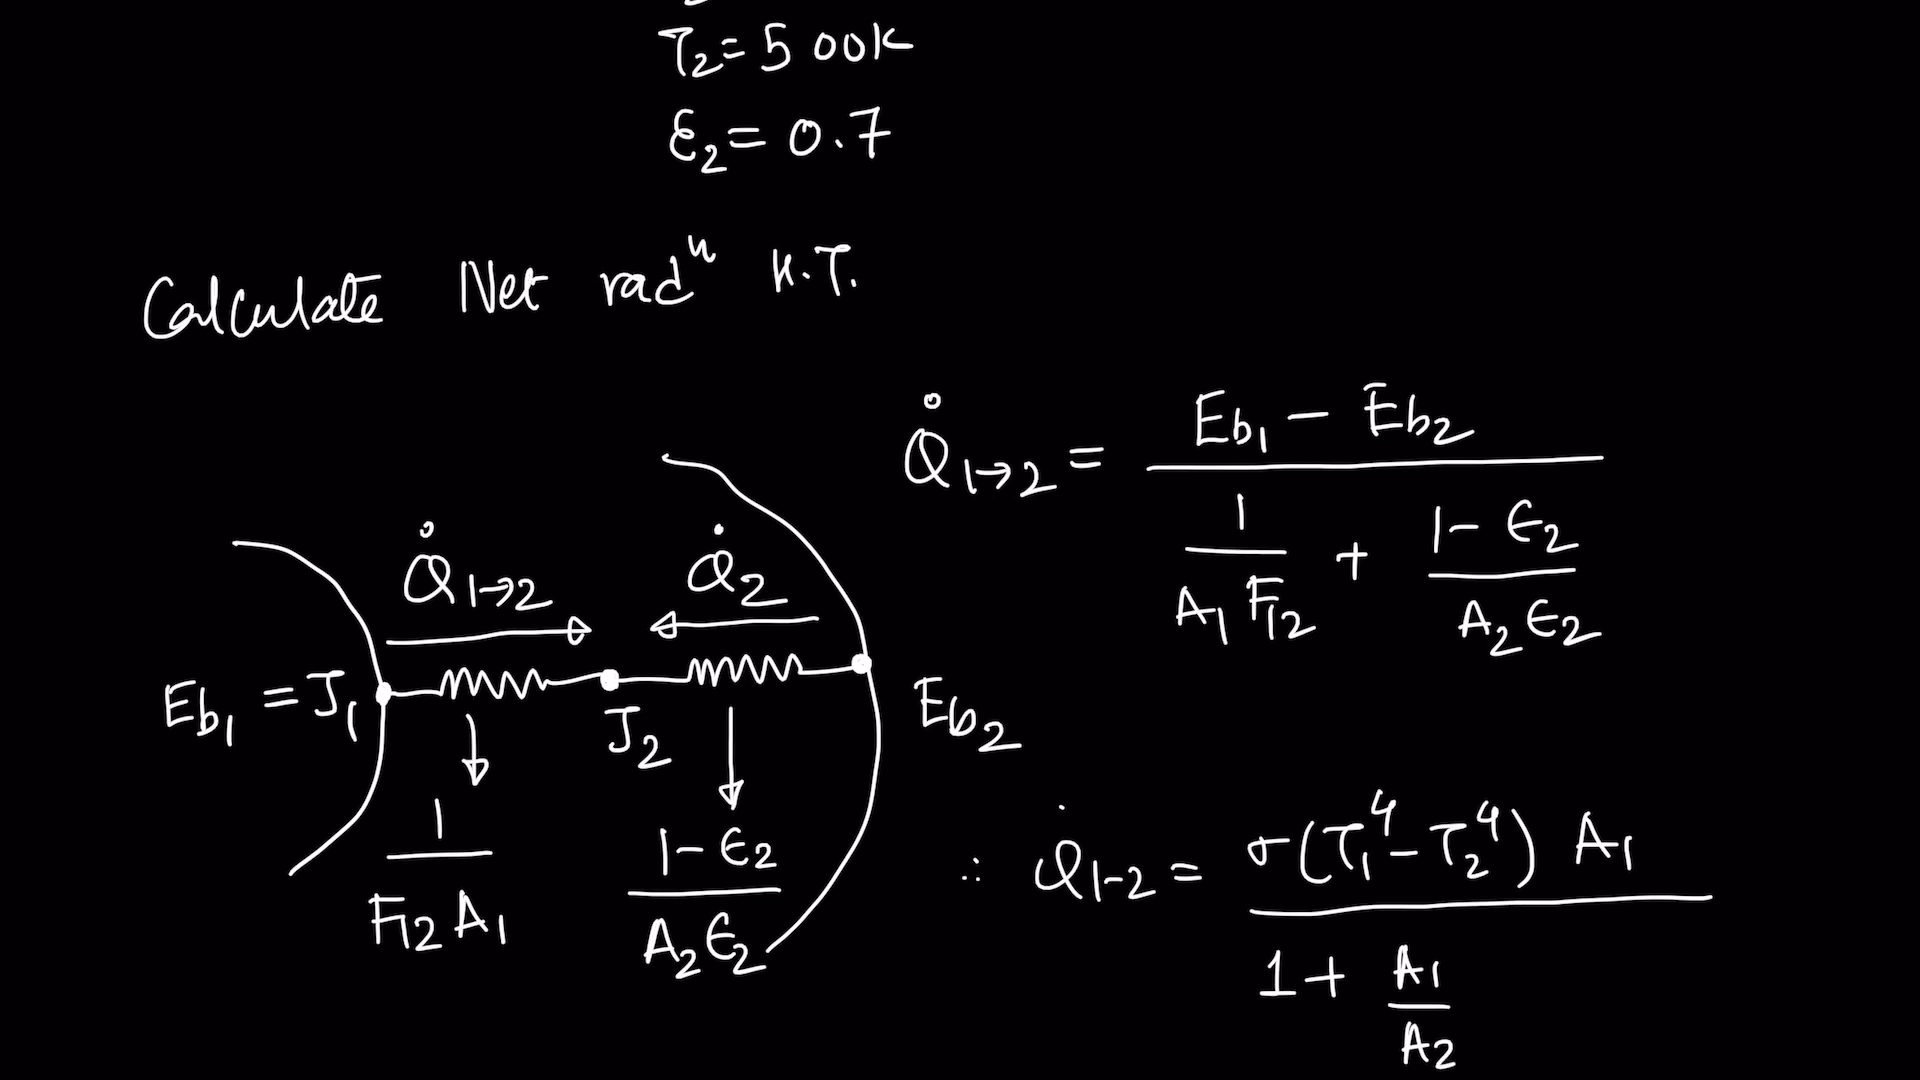 T₂ = 500K
Ɛ₂ = 0.7
Calculate Net radⁿ H.T.
Q̇₁→₂ = (Eb₁ − Eb₂) / (1/(A₁F₁₂) + (1 − ϵ₂)/(A₂ϵ₂))
Q̇₁→₂ Q̇₂
Eb₁ = J₁ J₂ Eb₂
1/(F₁₂A₁) (1 − ϵ₂)/(A₂ϵ₂)
∴ Q̇₁₋₂ = σ(T₁⁴ − T₂⁴) A₁ / (1 + A₁/A₂